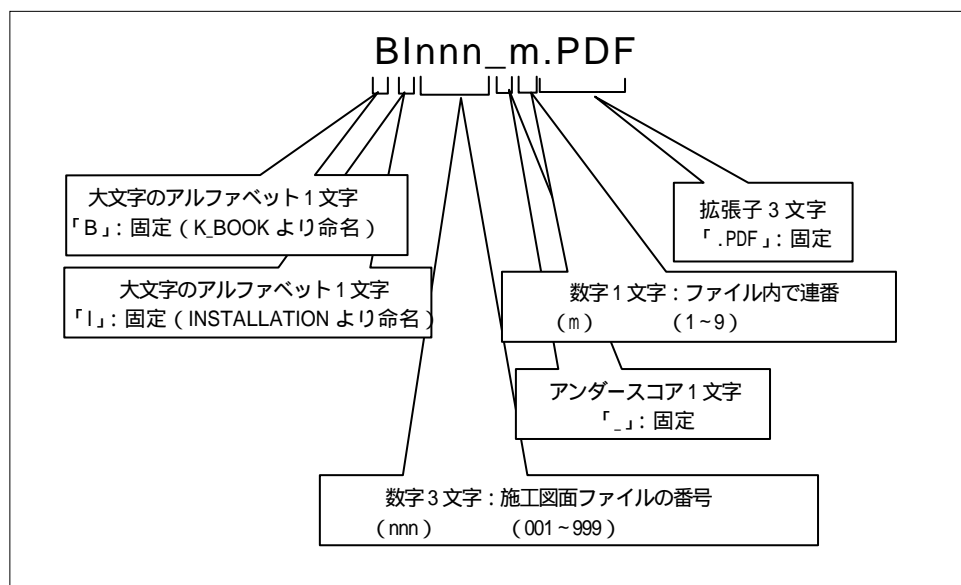 BInnn_m.PDF
大文字のアルファベット1文字
「B」:固定(K_BOOKより命名)
拡張子3文字
「.PDF」:固定
大文字のアルファベット1文字
「I」:固定(INSTALLATIONより命名)
数字1文字:ファイル内で連番
(m) (1~9)
アンダースコア1文字
「_」:固定
数字3文字:施工図面ファイルの番号
(nnn) (001~999)